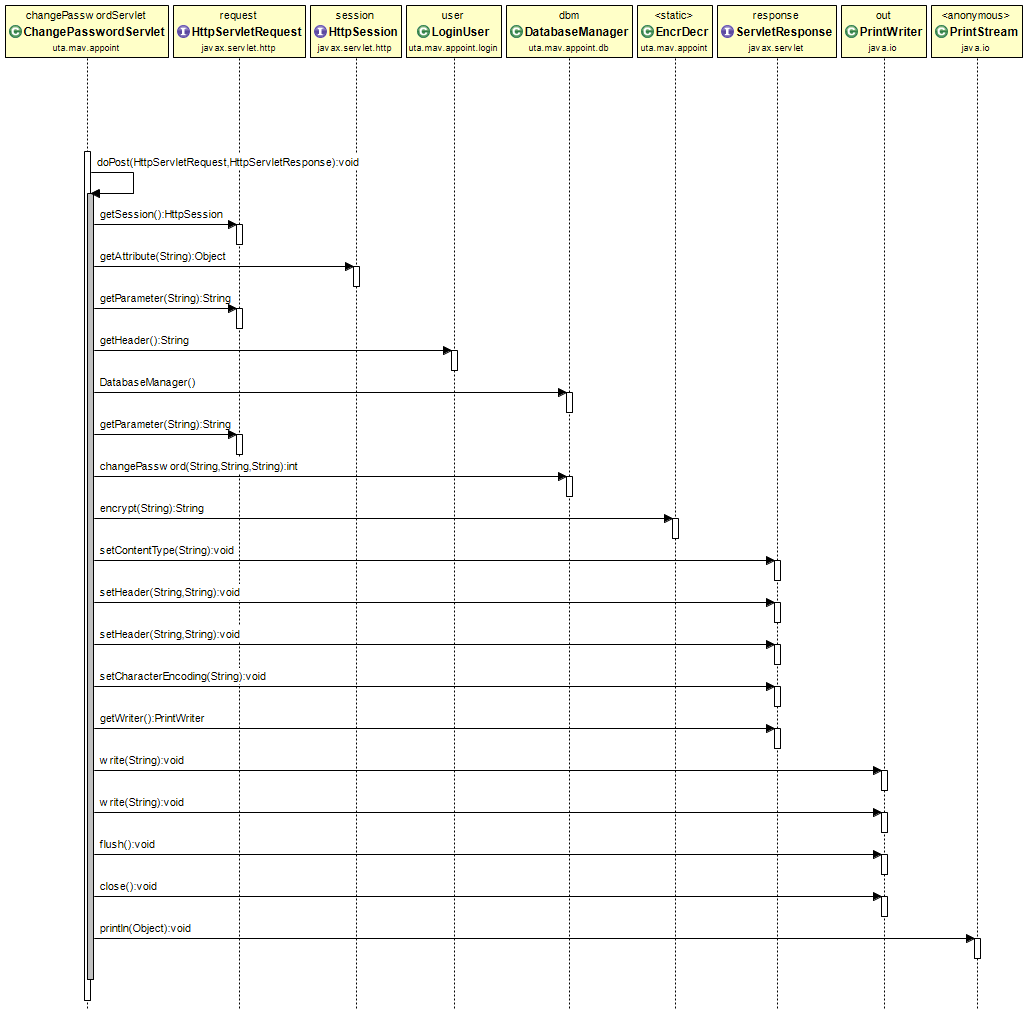 changePasswordServlet request session user dbm <static> response out <anonymous>
C ChangePasswordServlet I HttpServletRequest I HttpSession C LoginUser C DatabaseManager C EncrDecr I ServletResponse C PrintWriter C PrintStream
uta.mav.appoint javax.servlet.http javax.servlet.http uta.mav.appoint.login uta.mav.appoint.db uta.mav.appoint javax.servlet java.io java.io
doPost(HttpServletRequest,HttpServletResponse):void
getSession():HttpSession
getAttribute(String):Object
getParameter(String):String
getHeader():String
DatabaseManager()
getParameter(String):String
changePassword(String,String,String):int
encrypt(String):String
setContentType(String):void
setHeader(String,String):void
setHeader(String,String):void
setCharacterEncoding(String):void
getWriter():PrintWriter
write(String):void
write(String):void
flush():void
close():void
println(Object):void